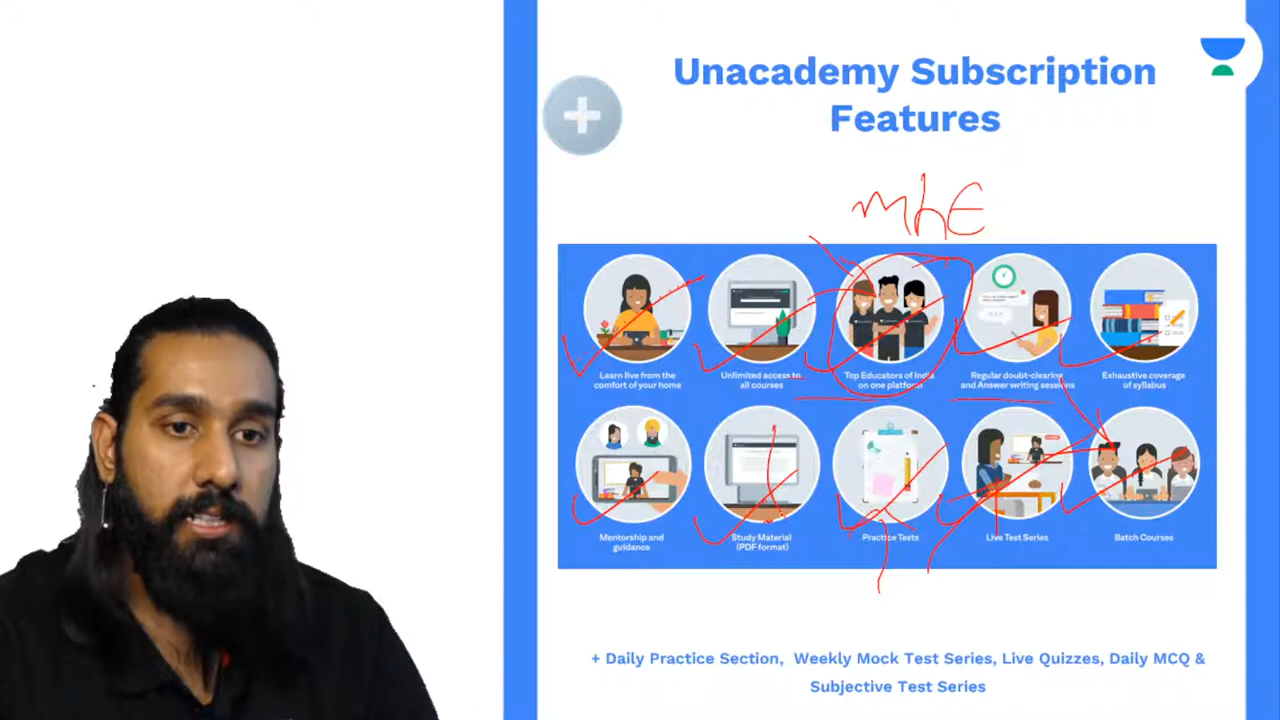 Unacademy Subscription
Features
Learn live from the
comfort of your home
Unlimited access to
all courses
Top Educators of India
on one platform
Regular doubt-clearing
and Answer writing sessions
Exhaustive coverage
of syllabus
Mentorship and
guidance
Study Material
(PDF format)
Practice Tests
Live Test Series
Batch Courses
+ Daily Practice Section, Weekly Mock Test Series, Live Quizzes, Daily MCQ &
Subjective Test Series